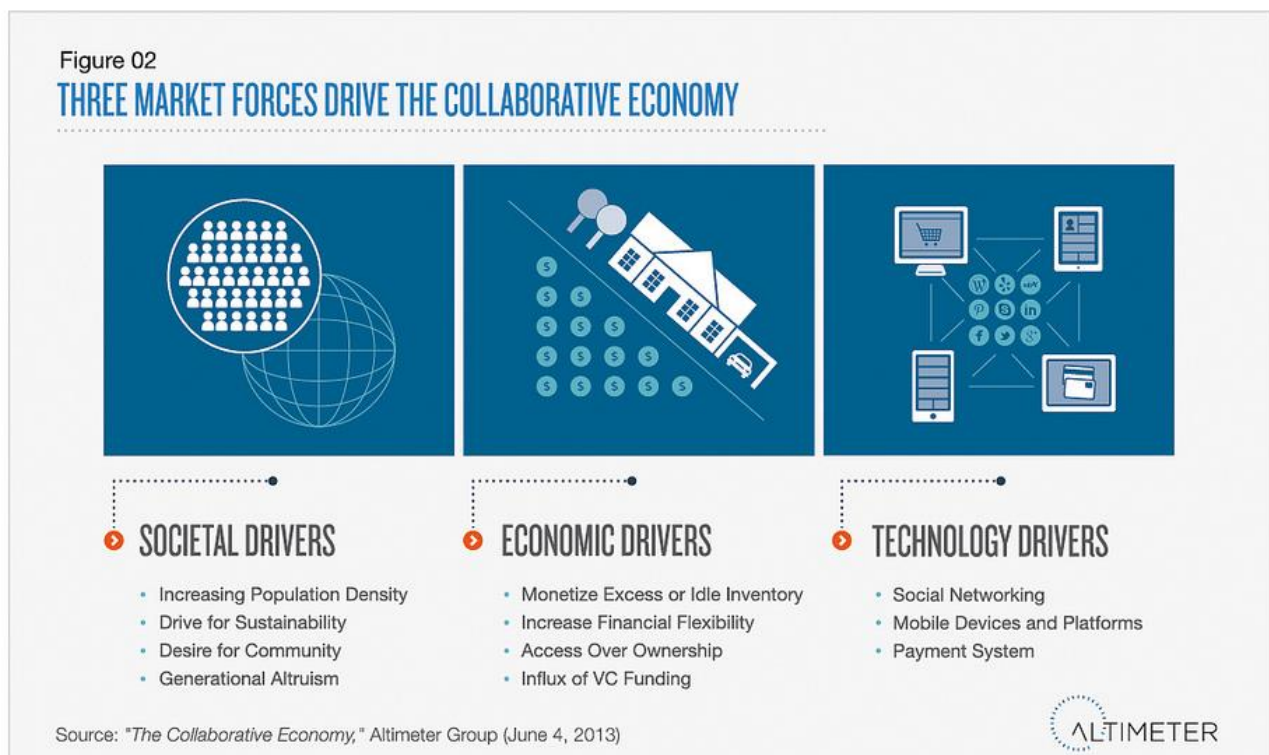 Figure 02
THREE MARKET FORCES DRIVE THE COLLABORATIVE ECONOMY
SOCIETAL DRIVERS
• Increasing Population Density
• Drive for Sustainability
• Desire for Community
• Generational Altruism
ECONOMIC DRIVERS
• Monetize Excess or Idle Inventory
• Increase Financial Flexibility
• Access Over Ownership
• Influx of VC Funding
TECHNOLOGY DRIVERS
• Social Networking
• Mobile Devices and Platforms
• Payment System
Source: "The Collaborative Economy," Altimeter Group (June 4, 2013)
ALTIMETER